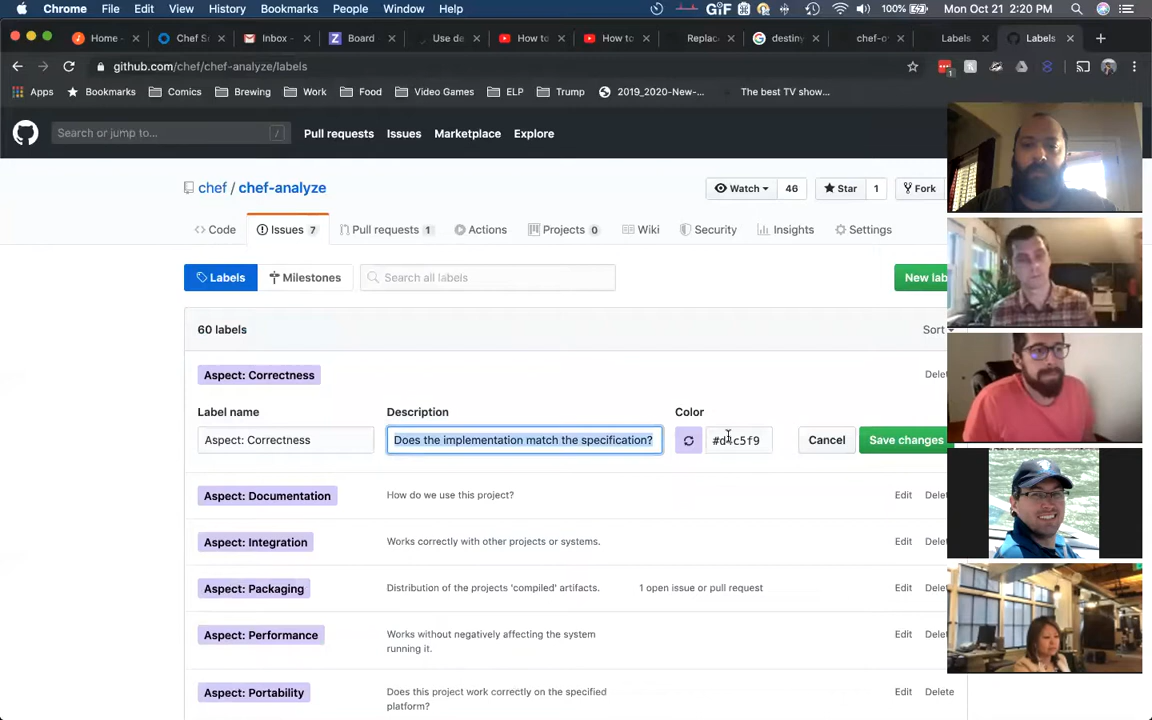 Chrome File Edit View History Bookmarks People Window Help GIF 100% Mon Oct 21 2:20 PM
Home - Chef S Inbox - Board Use de How to How to Replac destiny chef-o Labels Labels
github.com/chef/chef-analyze/labels
Apps Bookmarks Comics Brewing Work Food Video Games ELP Trump 2019_2020-New-... The best TV show...
Search or jump to... / Pull requests Issues Marketplace Explore
chef / chef-analyze Watch 46 Star 1 Fork
Code Issues 7 Pull requests 1 Actions Projects 0 Wiki Security Insights Settings
Labels Milestones Search all labels New lab
60 labels Sort
Aspect: Correctness Delet
Label name Description Color
Aspect: Correctness Does the implementation match the specification? #d4c5f9 Cancel Save changes
Aspect: Documentation How do we use this project? Edit Delet
Aspect: Integration Works correctly with other projects or systems. Edit Delet
Aspect: Packaging Distribution of the projects 'compiled' artifacts. 1 open issue or pull request Edit Delet
Aspect: Performance Works without negatively affecting the system Edit Delet
running it.
Aspect: Portability Does this project work correctly on the specified Edit Delete
platform?